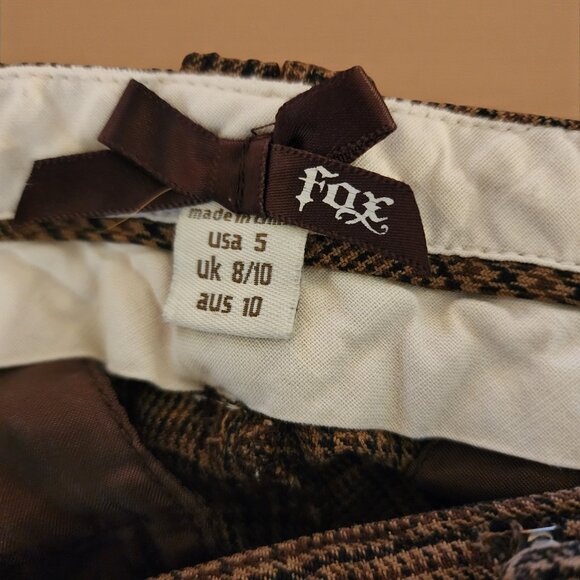 fox
made in
usa 5
uk 8/10
aus 10